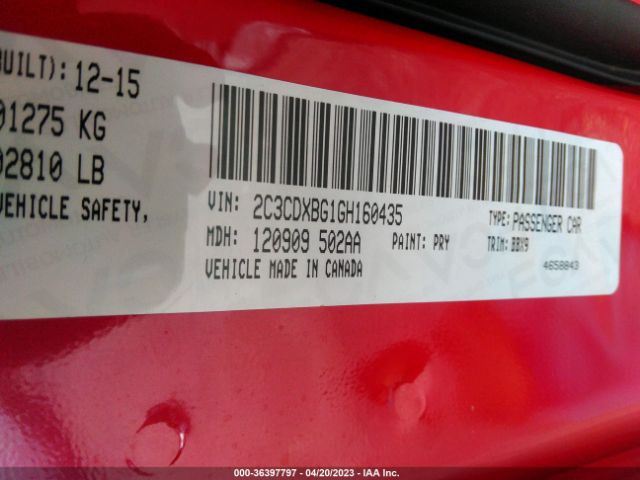 BUILT): 12-15
01275 KG
02810 LB
VEHICLE SAFETY,
VIN: 2C3CDXBG1GH160435
TYPE: PASSENGER CAR
MDH: 120909 502AA
PAINT: PRY
TRIM: BBX9
VEHICLE MADE IN CANADA
4658843
000-36397797 - 04/20/2023 - IAA Inc.